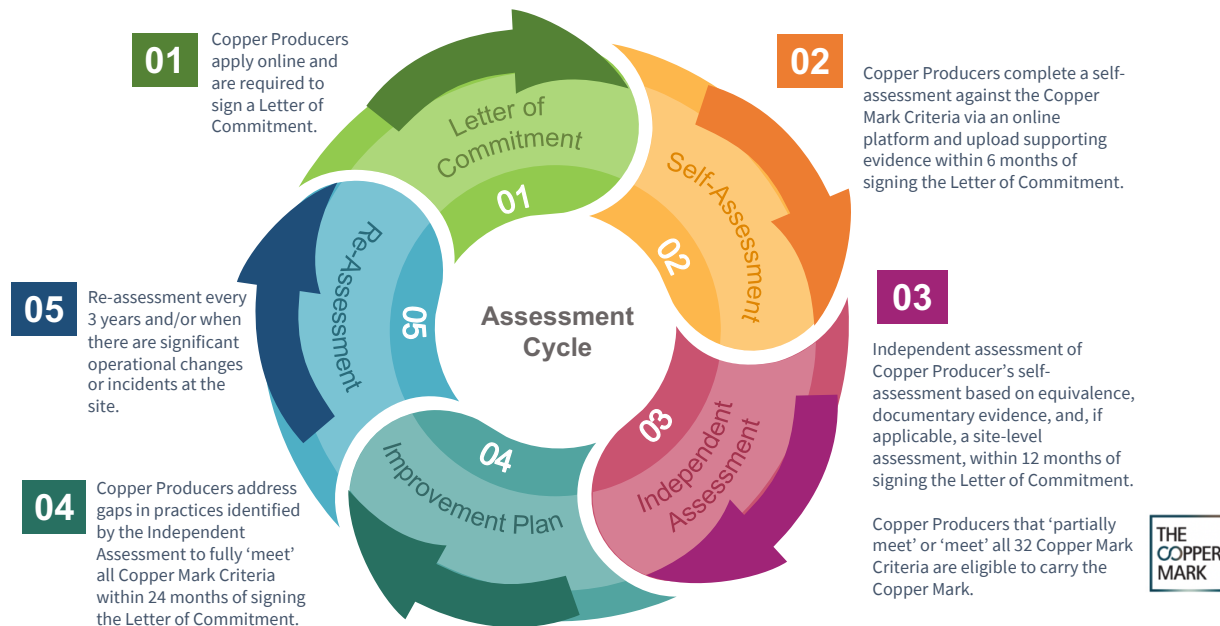 01
Copper Producers
apply online and
are required to
sign a Letter of
Commitment.
02
Copper Producers complete a self-
assessment against the Copper
Mark Criteria via an online
platform and upload supporting
evidence within 6 months of
signing the Letter of Commitment.
03
Independent assessment of
Copper Producer’s self-
assessment based on equivalence,
documentary evidence, and, if
applicable, a site-level
assessment, within 12 months of
signing the Letter of Commitment.
Copper Producers that ‘partially
meet’ or ‘meet’ all 32 Copper Mark
Criteria are eligible to carry the
Copper Mark.
THE
COPPER
MARK
04
Copper Producers address
gaps in practices identified
by the Independent
Assessment to fully ‘meet’
all Copper Mark Criteria
within 24 months of signing
the Letter of Commitment.
05
Re-assessment every
3 years and/or when
there are significant
operational changes
or incidents at the
site.
Letter of
Commitment
01
Self-Assessment
02
Independent
Assessment
03
Improvement Plan
04
Re-Assessment
05
Assessment
Cycle